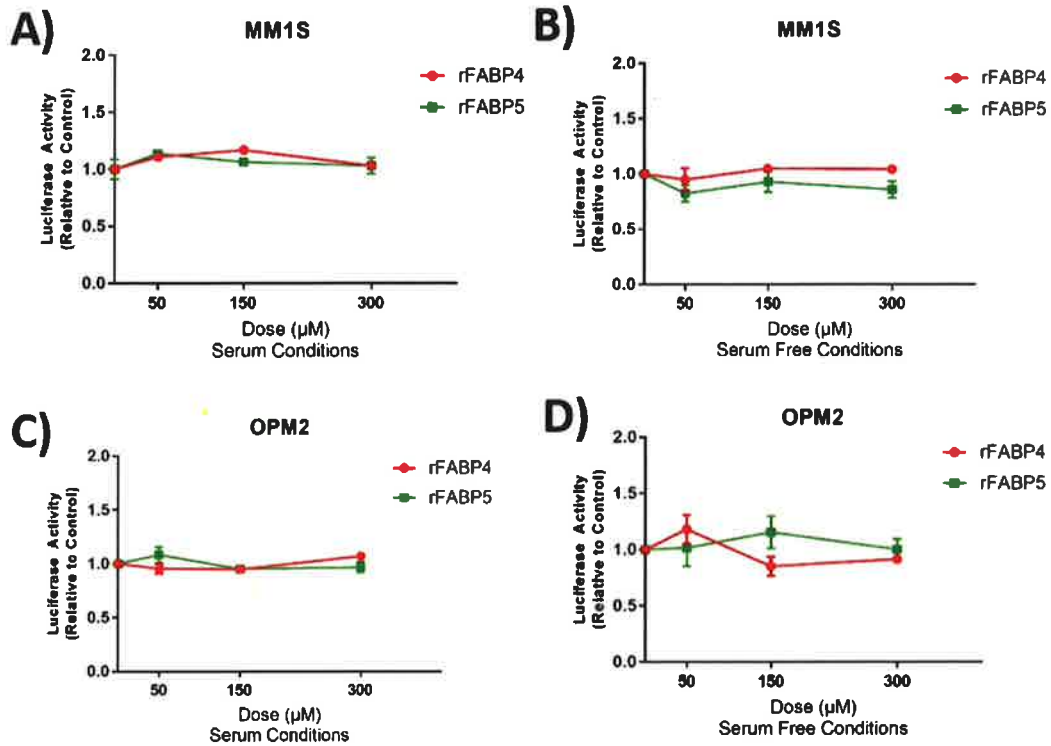 A)
MM1S
2.0
1.5
1.0
0.5
0.0
Luciferase Activity
(Relative to Control)
rFABP4
rFABP5
50 150 300
Dose (µM)
Serum Conditions
B)
MM1S
2.0
1.5
1.0
0.5
0.0
Luciferase Activity
(Relative to Control)
rFABP4
rFABP5
50 150 300
Dose (µM)
Serum Free Conditions
C)
OPM2
2.0
1.5
1.0
0.5
0.0
Luciferase Activity
(Relative to Control)
rFABP4
rFABP5
50 150 300
Dose (µM)
Serum Conditions
D)
OPM2
2.0
1.5
1.0
0.5
0.0
Luciferase Activity
(Relative to Control)
rFABP4
rFABP5
50 150 300
Dose (µM)
Serum Free Conditions